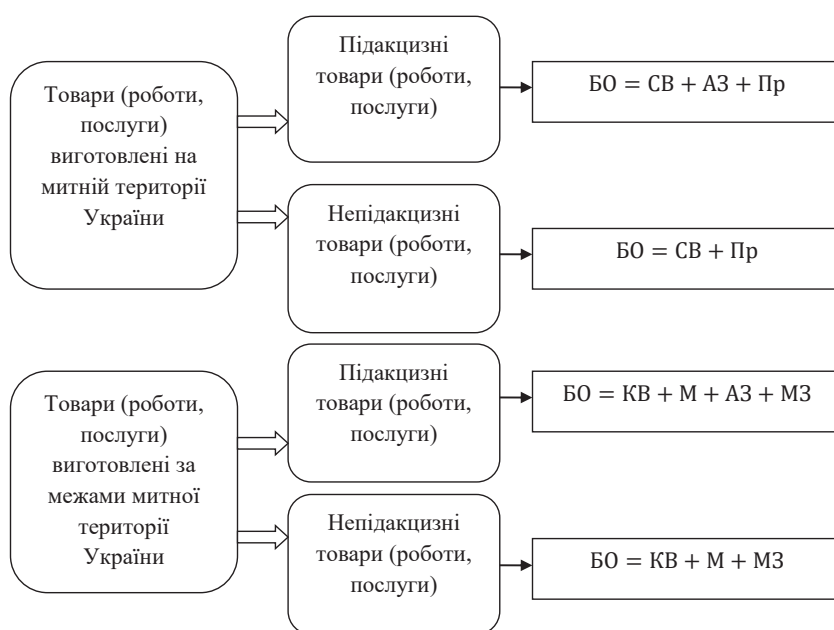 Товари (роботи,
послуги)
виготовлені на
митній території
України
Підакцизні
товари (роботи,
послуги)
БО = СВ + АЗ + Пр
Непідакцизні
товари (роботи,
послуги)
БО = СВ + Пр
Товари (роботи,
послуги)
виготовлені за
межами митної
території
України
Підакцизні
товари (роботи,
послуги)
БО = КВ + М + АЗ + МЗ
Непідакцизні
товари (роботи,
послуги)
БО = КВ + М + МЗ